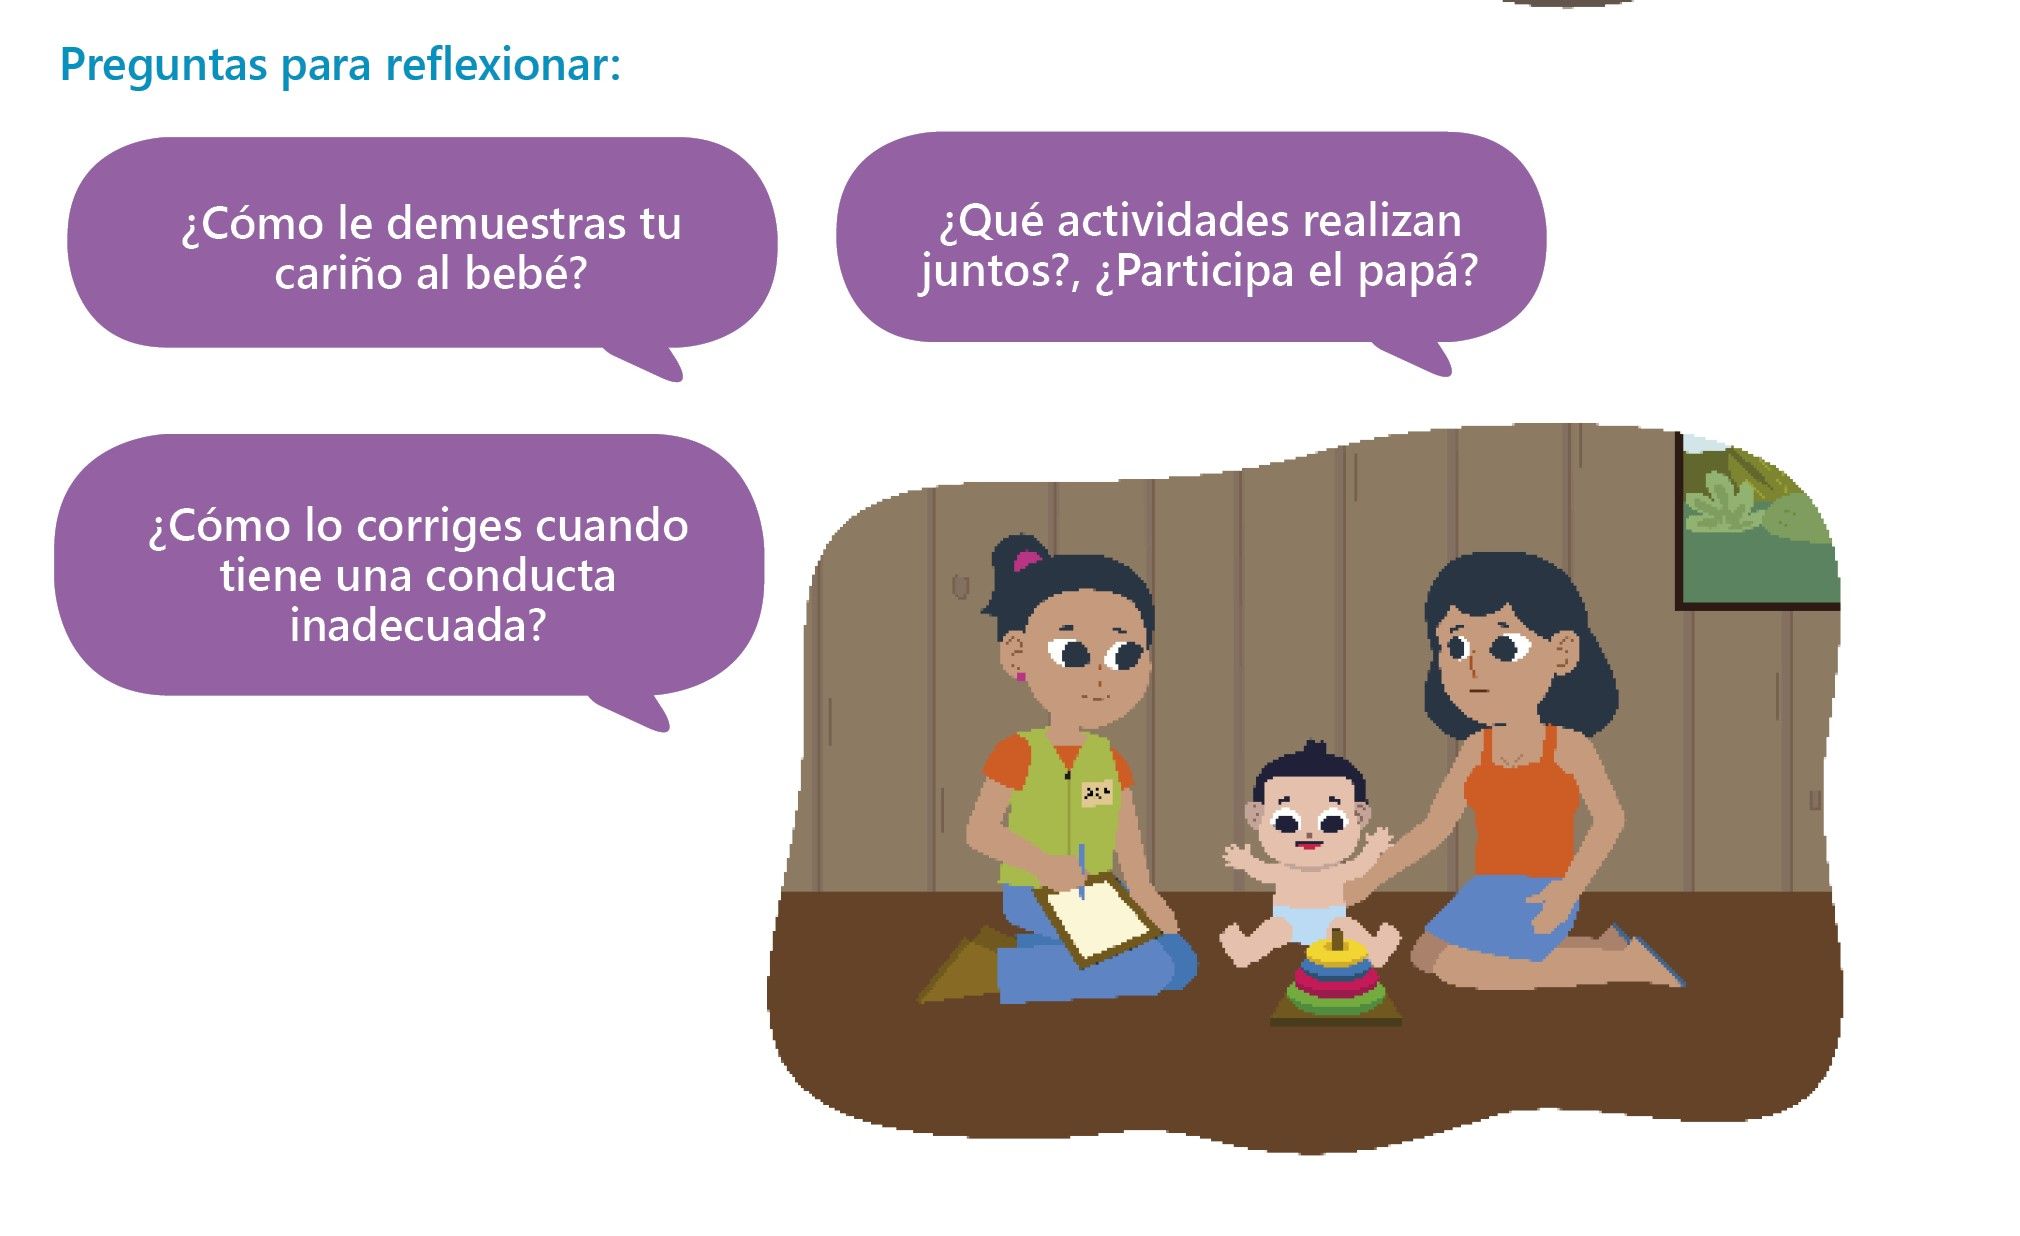 Preguntas para reflexionar:
¿Cómo le demuestras tu
cariño al bebé?
¿Qué actividades realizan
juntos?, ¿Participa el papá?
¿Cómo lo corriges cuando
tiene una conducta
inadecuada?